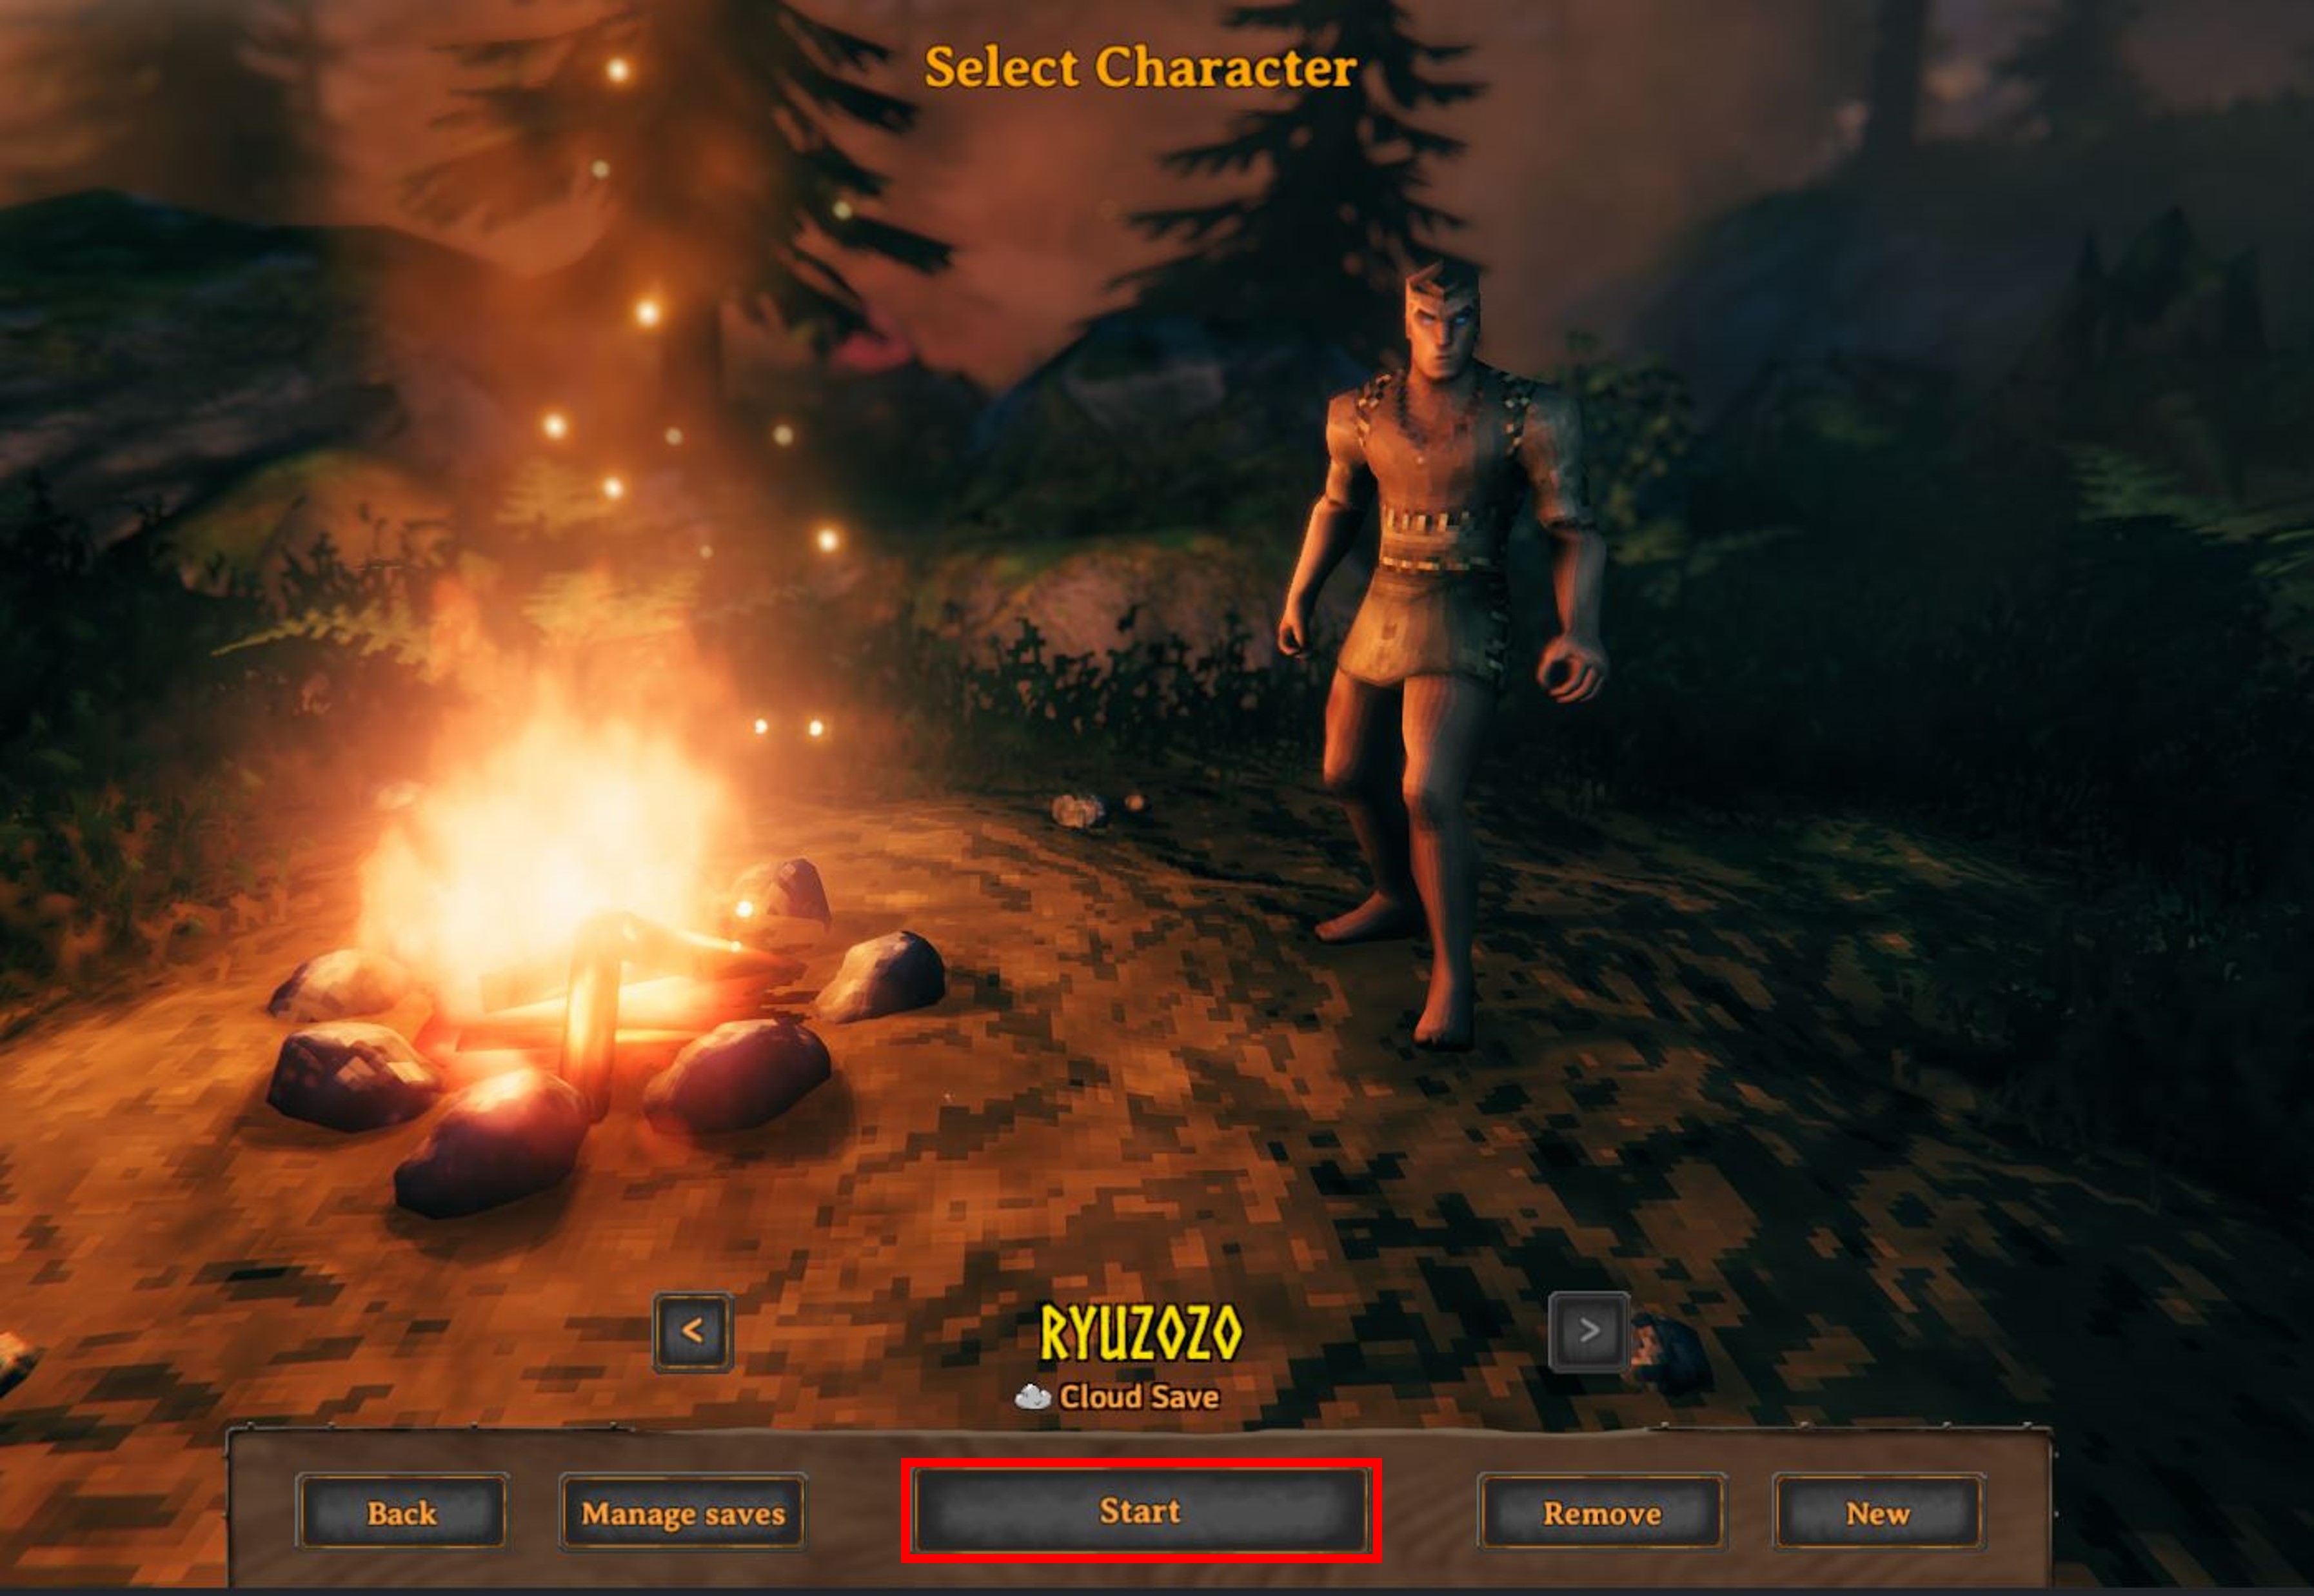 Select Character
<
RYUZOZO
>
Cloud Save
Back
Manage saves
Start
Remove
New